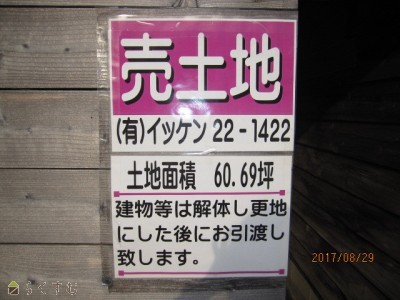 売土地
(有)イッケン 22-1422
土地面積 60.69坪
建物等は解体し更地
にした後にお引渡し
致します。
2017/08/29
らくすむ